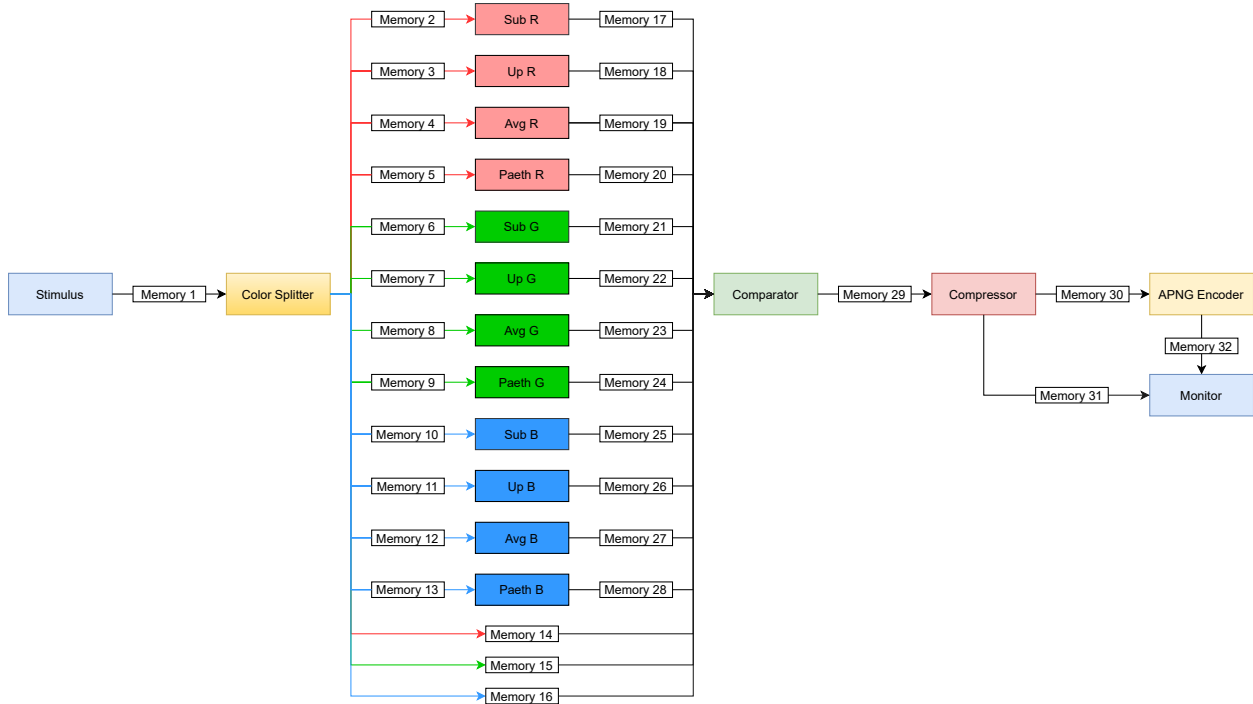 Memory 2
Sub R
Memory 17
Memory 3
Up R
Memory 18
Memory 4
Avg R
Memory 19
Memory 5
Paeth R
Memory 20
Memory 6
Sub G
Memory 21
Memory 7
Up G
Memory 22
Stimulus
Memory 1
Color Splitter
Comparator
Memory 29
Compressor
Memory 30
APNG Encoder
Memory 8
Avg G
Memory 23
Memory 32
Memory 9
Paeth G
Memory 24
Memory 31
Monitor
Memory 10
Sub B
Memory 25
Memory 11
Up B
Memory 26
Memory 12
Avg B
Memory 27
Memory 13
Paeth B
Memory 28
Memory 14
Memory 15
Memory 16